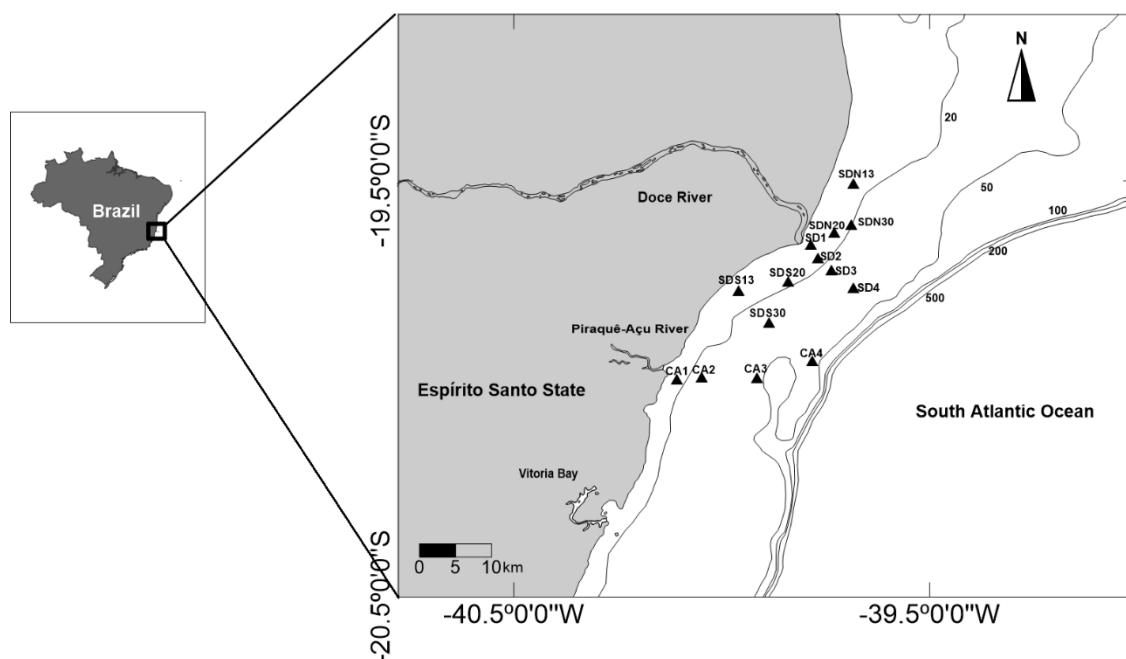 N
20
-19.5º0'0"S
SDN13
50
Brazil
Doce River
100
SDN20
SDN30
SD1
200
SD2
SD3
SDS13
SDS20
SD4
500
SDS30
Piraquê-Açu River
CA4
CA1
CA2
CA3
Espírito Santo State
South Atlantic Ocean
Vitoria Bay
0 5 10km
-20.5º0'0"S
-40.5º0'0"W
-39.5º0'0"W